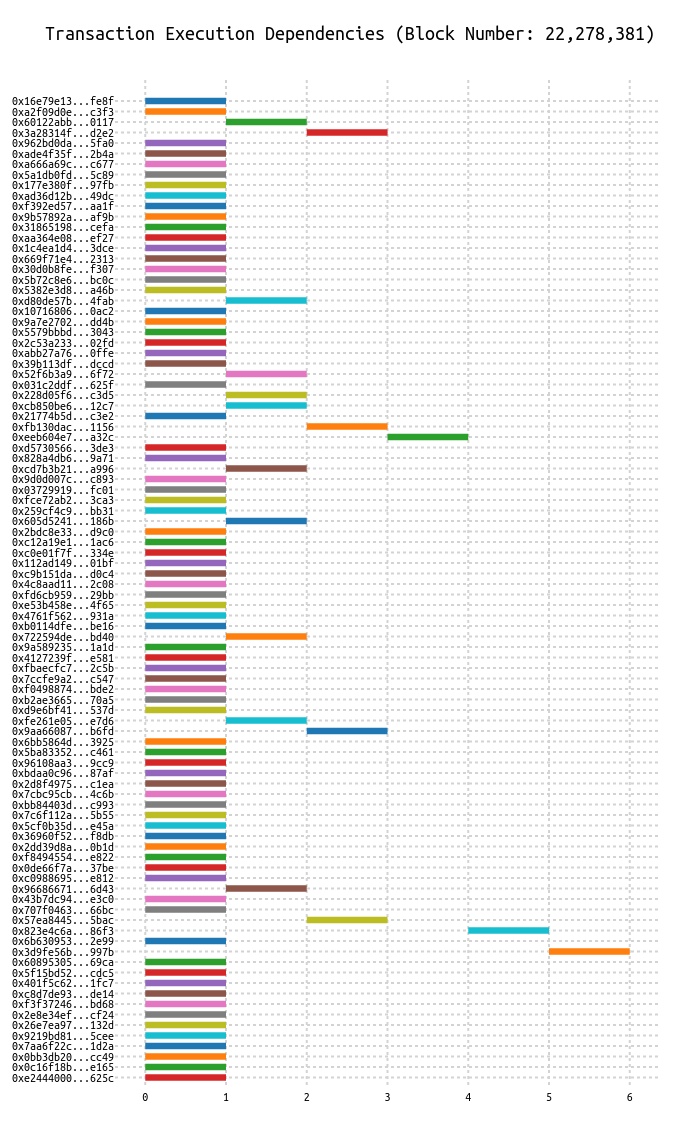 Transaction Execution Dependencies (Block Number: 22,278,381)
0x16e79e13...fe8f
0xa2f09d0e...c3f3
0x60122abb...0117
0x3a28314f...d2e2
0x962bd0da...5fa0
0xade4f35f...2b4a
0xa666a69c...c677
0x5a1db0fd...5c89
0x177e380f...97fb
0xad36d12b...49dc
0xf392ed57...aa1f
0x9b57892a...af9b
0x31865198...cefa
0xaa364e08...ef27
0x1c4ea1d4...3dce
0x669f71e4...2313
0x30d0b8fe...f307
0x5b72c8e6...bc0c
0x5382e3d8...a46b
0xd80de57b...4fab
0x10716806...0ac2
0x9a7e2702...dd4b
0x5579bbbd...3043
0x2c53a233...02fd
0xabb27a76...0ffe
0x39b113df...dccd
0x52f6b3a9...6f72
0x031c2ddf...625f
0x228d05f6...c3d5
0xcb850be6...12c7
0x21774b5d...c3e2
0xfb130dac...1156
0xeeb604e7...a32c
0xd5730566...3de3
0x828a4db6...9a71
0xcd7b3b21...a996
0x9d0d007c...c893
0x03729919...fc01
0xfce72ab2...3ca3
0x259cf4c9...bb31
0x605d5241...186b
0x2bdc8e33...d9c0
0xc12a19e1...1ac6
0xc0e01f7f...334e
0x112ad149...01bf
0xc9b151da...d0c4
0x4c8aad11...2c08
0xfd6cb959...29bb
0xe53b458e...4f65
0x4761f562...931a
0xb0114dfe...be16
0x722594de...bd40
0x9a589235...1a1d
0x4127239f...e581
0xfbaecfc7...2c5b
0x7ccfe9a2...c547
0xf0498874...bde2
0xb2ae3665...70a5
0xd9e6bf41...537d
0xfe261e05...e7d6
0x9aa66087...b6fd
0x6bb5864d...3925
0x5ba83352...c461
0x96108aa3...9cc9
0xbdaa0c96...87af
0x2d8f4975...c1ea
0x7cbc95cb...4c6b
0xbb84403d...c993
0x7c6f112a...5b55
0x5cf0b35d...e45a
0x36960f52...f8db
0x2dd39d8a...0b1d
0xf8494554...e822
0x0de66f7a...37be
0xc0988695...e812
0x96686671...6d43
0x43b7dc94...e3c0
0x707f0463...66bc
0x57ea8445...5bac
0x823e4c6a...86f3
0x6b630953...2e99
0x3d9fe56b...997b
0x60895305...69ca
0x5f15bd52...cdc5
0x401f5c62...1fc7
0xc8d7de93...de14
0xf3f37246...bd68
0x2e8e34ef...cf24
0x26e7ea97...132d
0x9219bd81...5cee
0x7aa6f22c...1d2a
0x0bb3db20...cc49
0x0c16f18b...e165
0xe2444000...625c
0 1 2 3 4 5 6